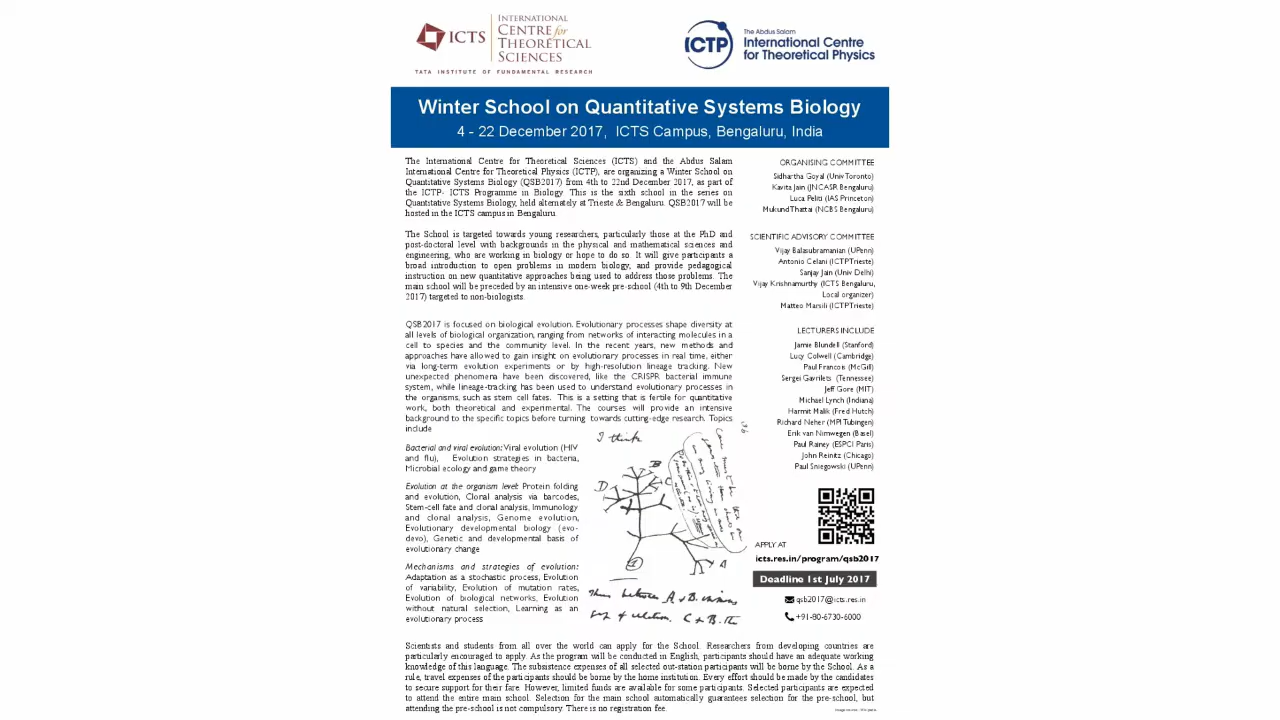 ICTS
INTERNATIONAL
CENTRE for
THEORETICAL
SCIENCES
TATA INSTITUTE OF FUNDAMENTAL RESEARCH
ICTP
The Abdus Salam
International Centre
for Theoretical Physics
Winter School on Quantitative Systems Biology
4 - 22 December 2017, ICTS Campus, Bengaluru, India
The International Centre for Theoretical Sciences (ICTS) and the Abdus Salam
International Centre for Theoretical Physics (ICTP), are organizing a Winter School on
Quantitative Systems Biology (QSB2017) from 4th to 22nd December 2017, as part of
the ICTP- ICTS Programme in Biology. This is the sixth school in the series on
Quantitative Systems Biology, held alternately at Trieste & Bengaluru. QSB2017 will be
hosted in the ICTS campus in Bengaluru.
The School is targeted towards young researchers, particularly those at the PhD and
post-doctoral level with backgrounds in the physical and mathematical sciences and
engineering, who are working in biology or hope to do so. It will give participants a
broad introduction to open problems in modern biology, and provide pedagogical
instruction on new quantitative approaches being used to address those problems. The
main school will be preceded by an intensive one-week pre-school (4th to 9th December
2017) targeted to non-biologists.
QSB2017 is focused on biological evolution. Evolutionary processes shape diversity at
all levels of biological organization, ranging from networks of interacting molecules in a
cell to species and the community level. In the recent years, new methods and
approaches have allowed to gain insight on evolutionary processes in real time, either
via long-term evolution experiments or by high-resolution lineage tracking. New
unexpected phenomena have been discovered, like the CRISPR bacterial immune
system, while lineage-tracking has been used to understand evolutionary processes in
the organisms, such as stem cell fates. This is a setting that is fertile for quantitative
work, both theoretical and experimental. The courses will provide an intensive
background to the specific topics before turning towards cutting-edge research. Topics
include
Bacterial and viral evolution: Viral evolution (HIV
and flu), Evolution strategies in bacteria,
Microbial ecology and game theory
Evolution at the organism level: Protein folding
and evolution, Clonal analysis via barcodes,
Stem-cell fate and clonal analysis, Immunology
and clonal analysis, Genome evolution,
Evolutionary developmental biology (evo-
devo), Genetic and developmental basis of
evolutionary change
Mechanisms and strategies of evolution:
Adaptation as a stochastic process, Evolution
of variability, Evolution of mutation rates,
Evolution of biological networks, Evolution
without natural selection, Learning as an
evolutionary process
I think
B
D
C
A
1
Thus between A & B.
C & B.
ORGANISING COMMITTEE
Sidhartha Goyal (Univ Toronto)
Kavita Jain (JNCASR Bengaluru)
Luca Peliti (IAS Princeton)
Mukund Thattai (NCBS Bengaluru)
SCIENTIFIC ADVISORY COMMITTEE
Vijay Balasubramanian (UPenn)
Antonio Celani (ICTP Trieste)
Sanjay Jain (Univ Delhi)
Vijay Krishnamurthy (ICTS Bengaluru,
Local organizer)
Matteo Marsili (ICTP Trieste)
LECTURERS INCLUDE
Jamie Blundell (Stanford)
Lucy Colwell (Cambridge)
Paul Francois (McGill)
Sergei Gavrilets (Tennessee)
Jeff Gore (MIT)
Michael Lynch (Indiana)
Harmit Malik (Fred Hutch)
Richard Neher (MPI Tubingen)
Erik van Nimwegen (Basel)
Paul Rainey (ESPCI Paris)
John Reinitz (Chicago)
Paul Sniegowski (UPenn)
APPLY AT
icts.res.in/program/qsb2017
Deadline 1st July 2017
qsb2017@icts.res.in
+91-80-6730-6000
Scientists and students from all over the world can apply for the School. Researchers from developing countries are
particularly encouraged to apply. As the program will be conducted in English, participants should have an adequate working
knowledge of this language. The subsistence expenses of all selected out-station participants will be borne by the School. As a
rule, travel expenses of the participants should be borne by the home institution. Every effort should be made by the candidates
to secure support for their fare. However, limited funds are available for some participants. Selected participants are expected
to attend the entire main school. Selection for the main school automatically guarantees selection for the pre-school, but
attending the pre-school is not compulsory. There is no registration fee.